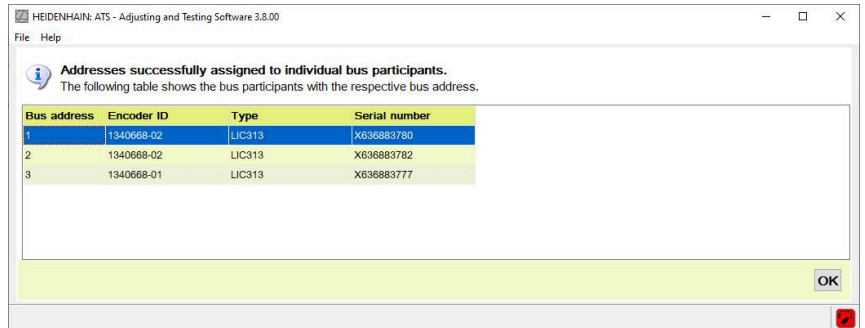 HEIDENHAIN: ATS - Adjusting and Testing Software 3.8.00
File Help
Addresses successfully assigned to individual bus participants.
The following table shows the bus participants with the respective bus address.
Bus address Encoder ID Type Serial number
1 1340668-02 LIC313 X636883780
2 1340668-02 LIC313 X636883782
3 1340668-01 LIC313 X636883777
OK